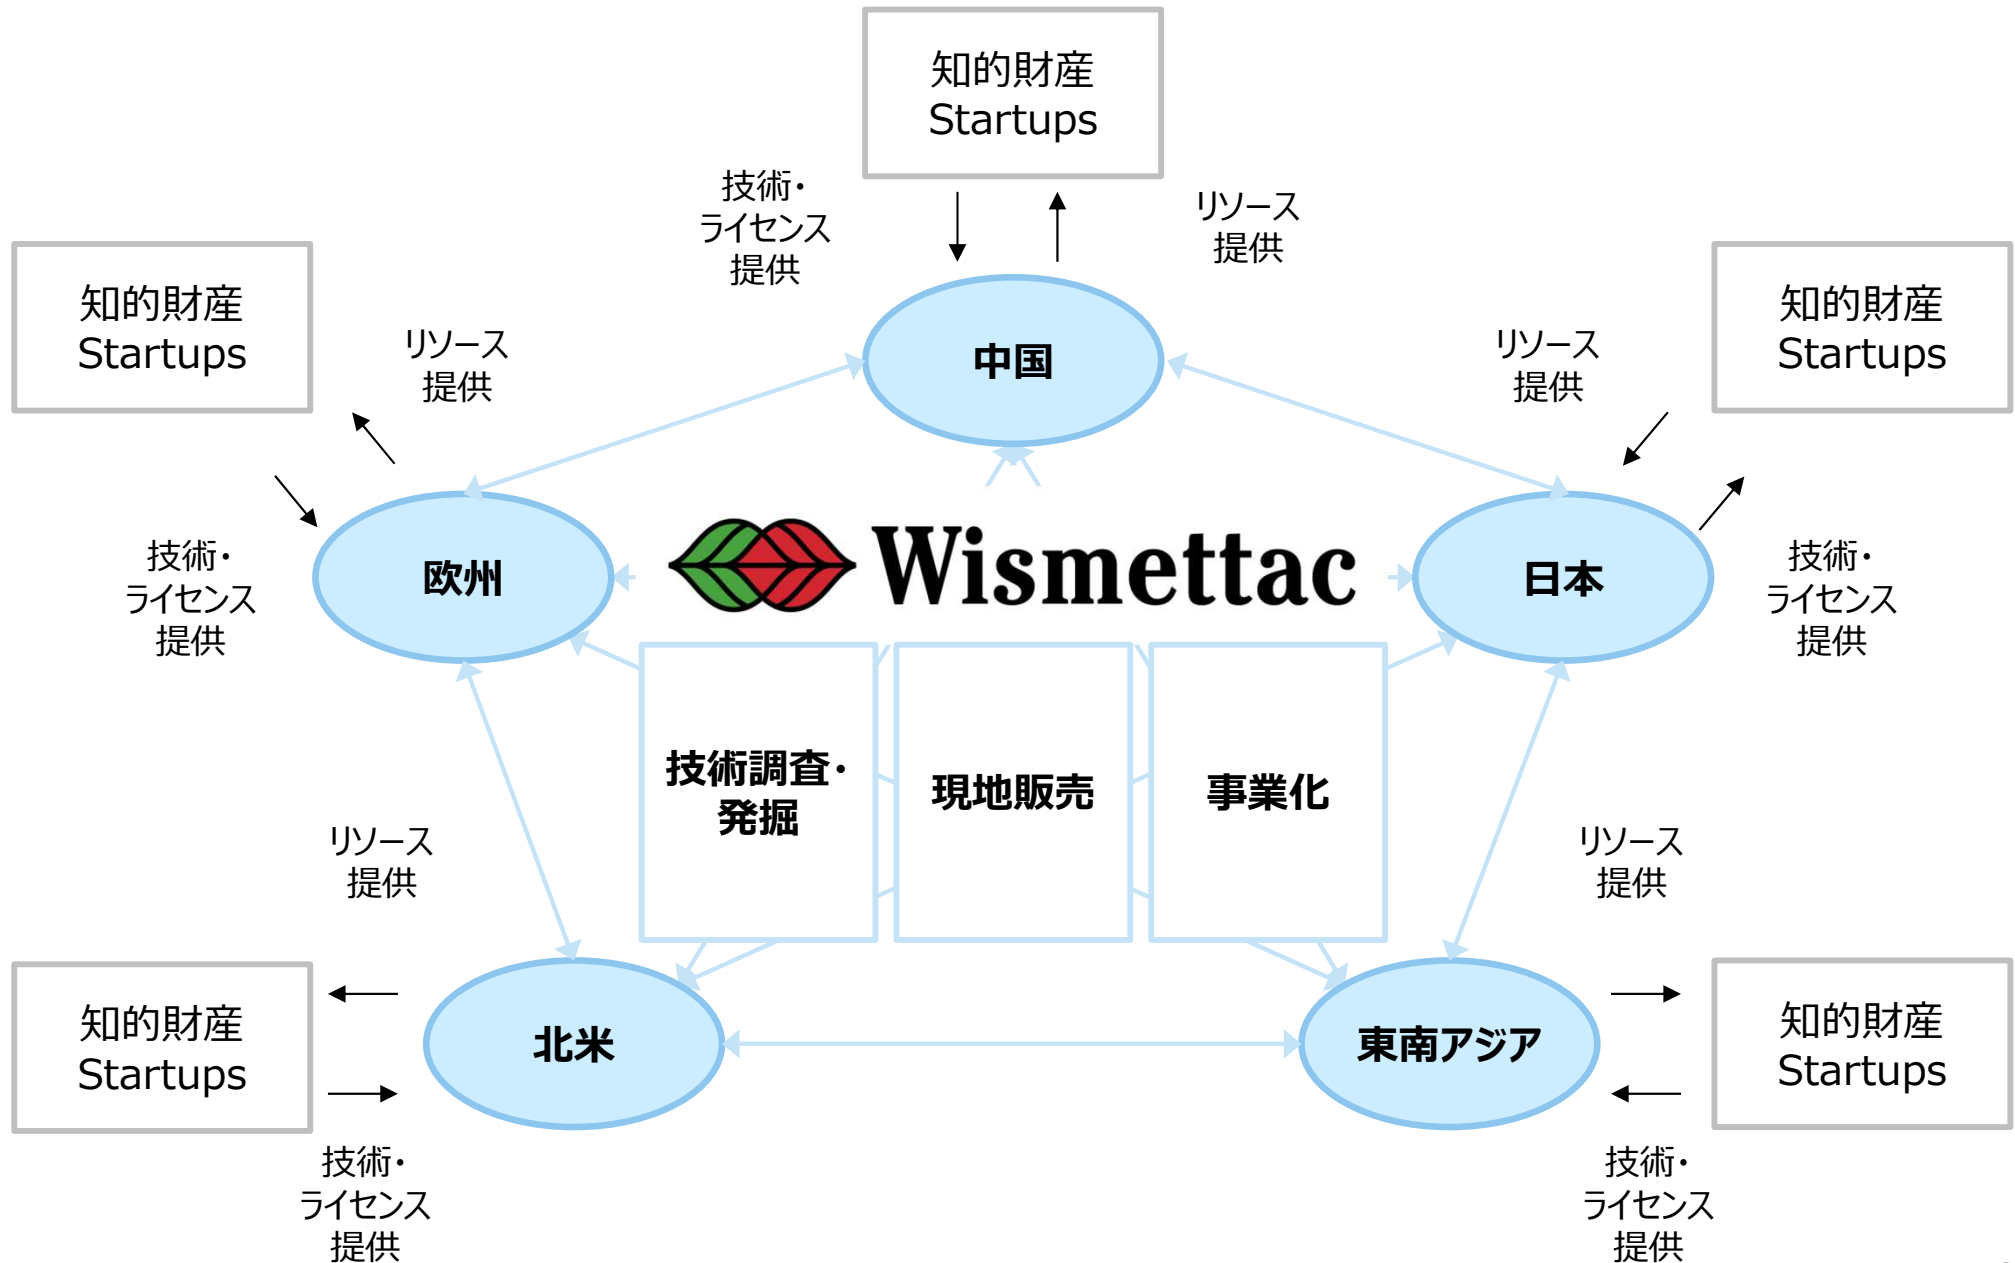 知的財産
Startups
技術・
ライセンス
提供
リソース
提供
知的財産
Startups
リソース
提供
中国
リソース
提供
知的財産
Startups
技術・
ライセンス
提供
欧州
Wismettac
日本
技術・
ライセンス
提供
技術調査・
発掘
現地販売
事業化
リソース
提供
リソース
提供
知的財産
Startups
北米
東南アジア
知的財産
Startups
技術・
ライセンス
提供
技術・
ライセンス
提供